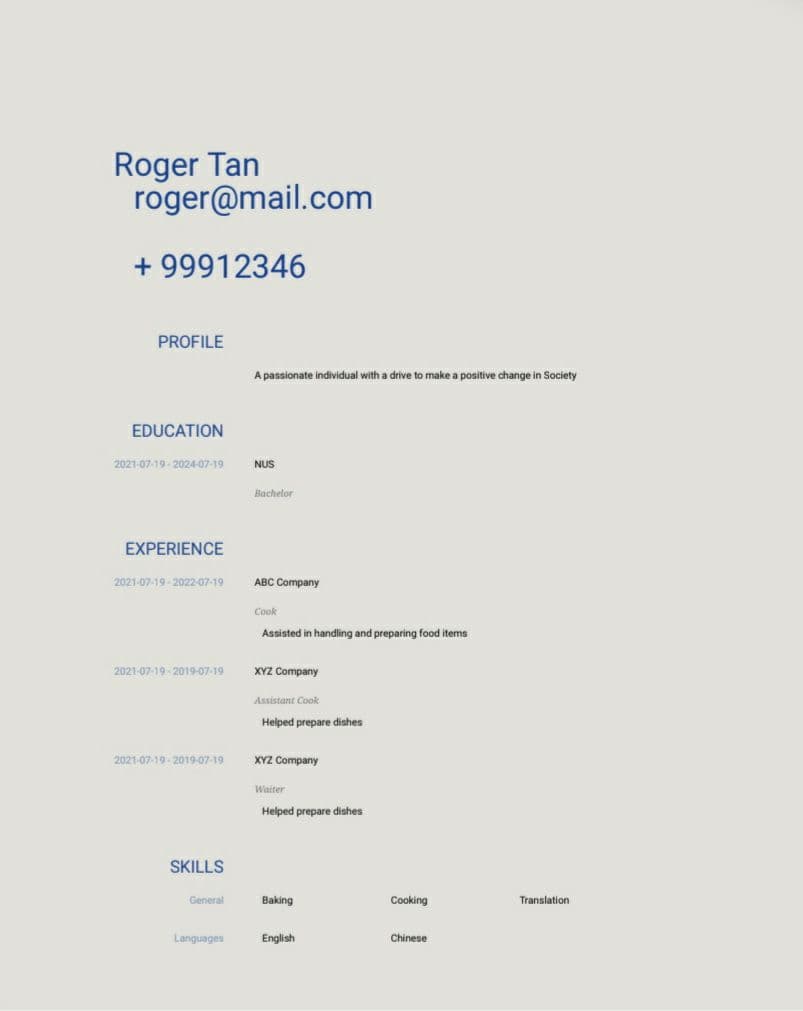 Roger Tan
roger@mail.com
+ 99912346
PROFILE
A passionate individual with a drive to make a positive change in Society
EDUCATION
2021-07-19 - 2024-07-19 NUS
Bachelor
EXPERIENCE
2021-07-19 - 2022-07-19 ABC Company
Cook
Assisted in handling and preparing food items
2021-07-19 - 2019-07-19 XYZ Company
Assistant Cook
Helped prepare dishes
2021-07-19 - 2019-07-19 XYZ Company
Waiter
Helped prepare dishes
SKILLS
General Baking Cooking Translation
Languages English Chinese